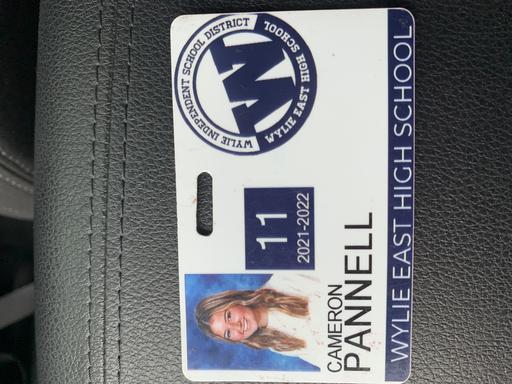 WYLIE INDEPENDENT SCHOOL DISTRICT
W
WYLIE EAST HIGH SCHOOL
11
2021-2022
CAMERON
PANNELL
WYLIE EAST HIGH SCHOOL